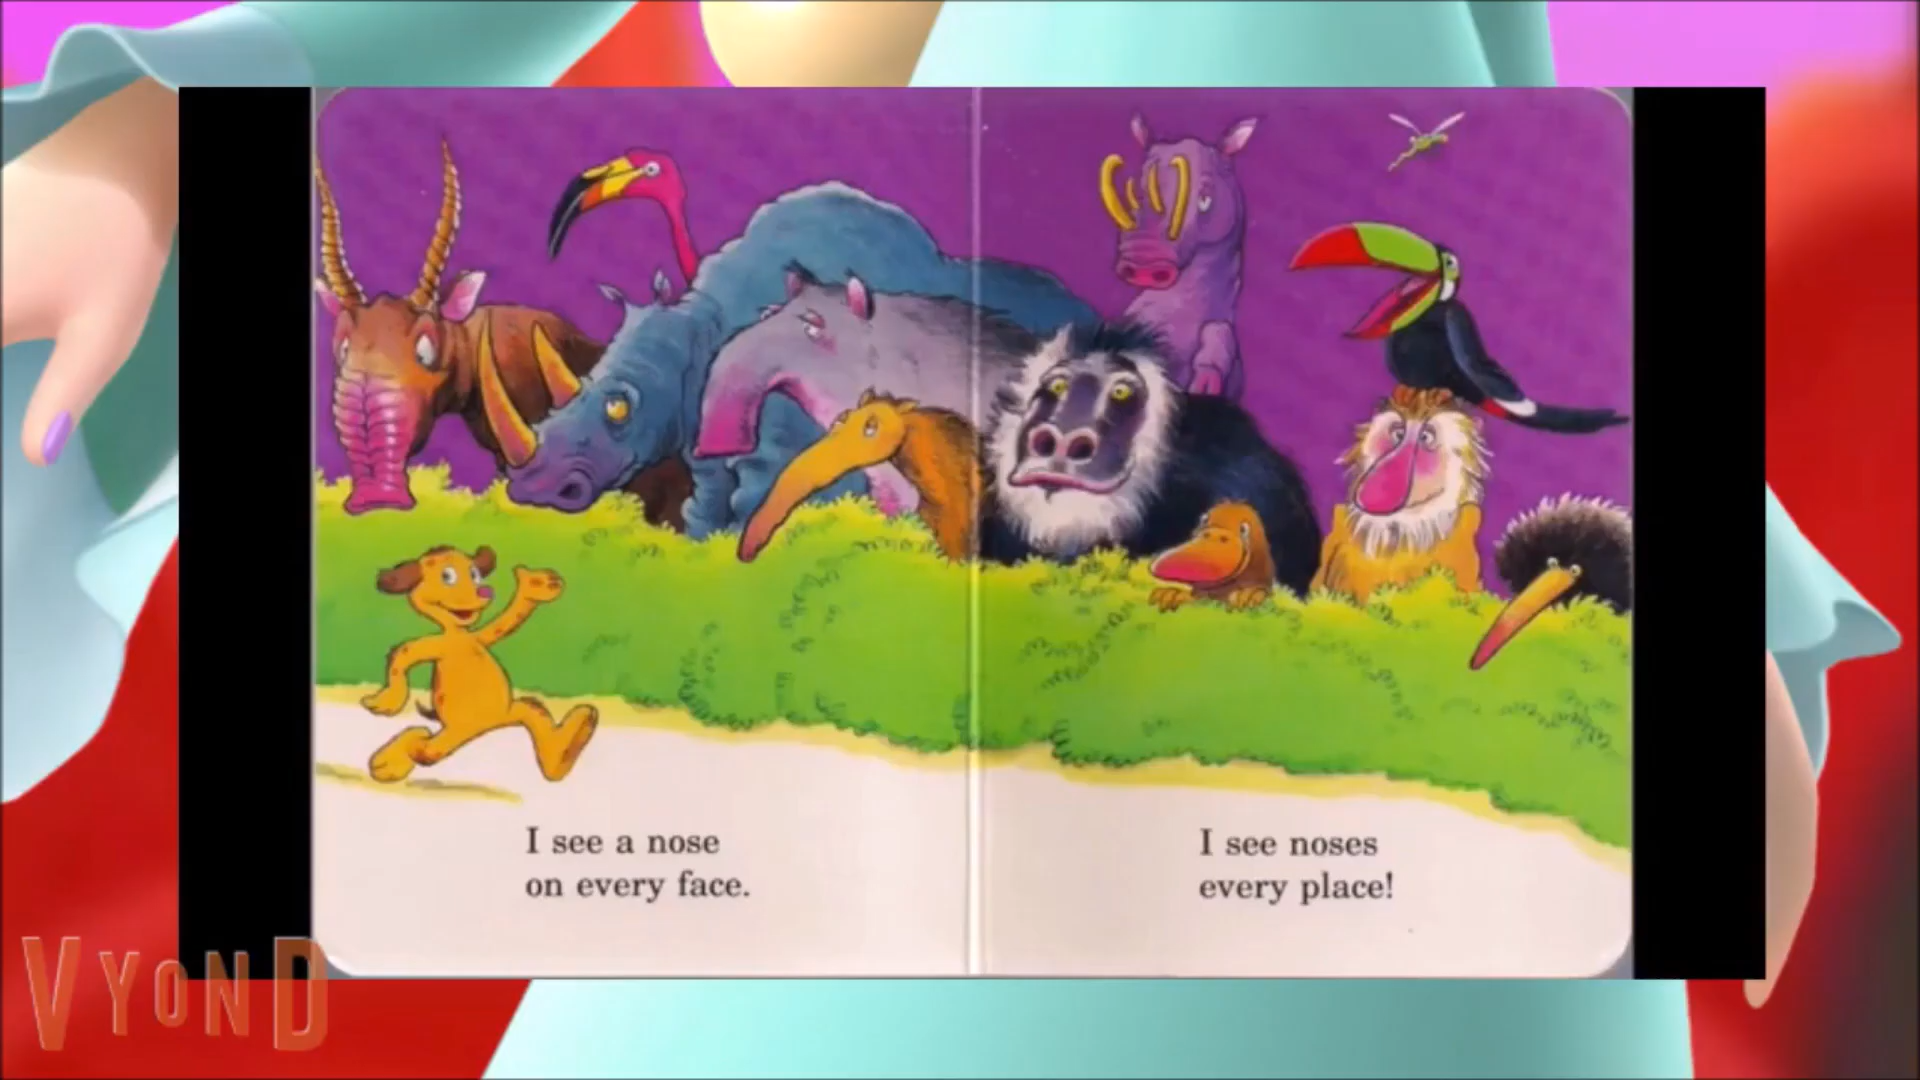 I see a nose
on every face.
I see noses
every place!
VYOND